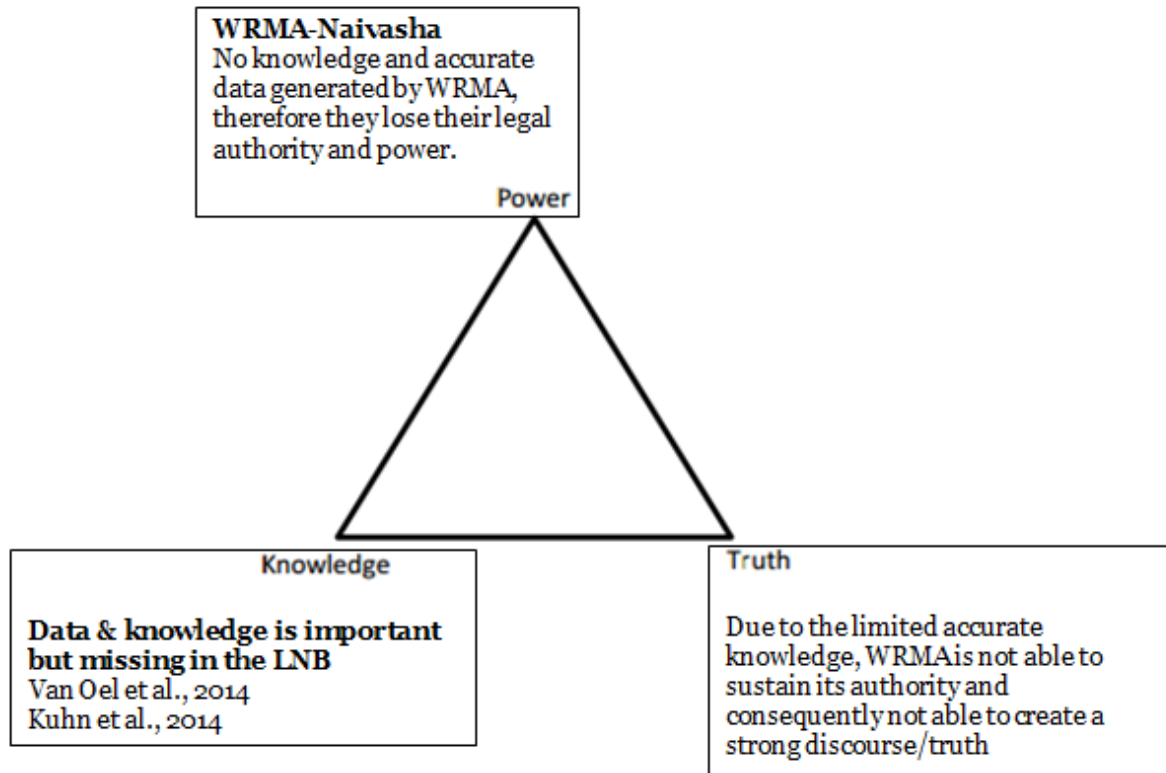 WRMA-Naivasha
No knowledge and accurate
data generated by WRMA,
therefore they lose their legal
authority and power.
Power
Knowledge
Data & knowledge is important
but missing in the LNB
Van Oel et al., 2014
Kuhn et al., 2014
Truth
Due to the limited accurate
knowledge, WRMA is not able to
sustain its authority and
consequently not able to create a
strong discourse/truth